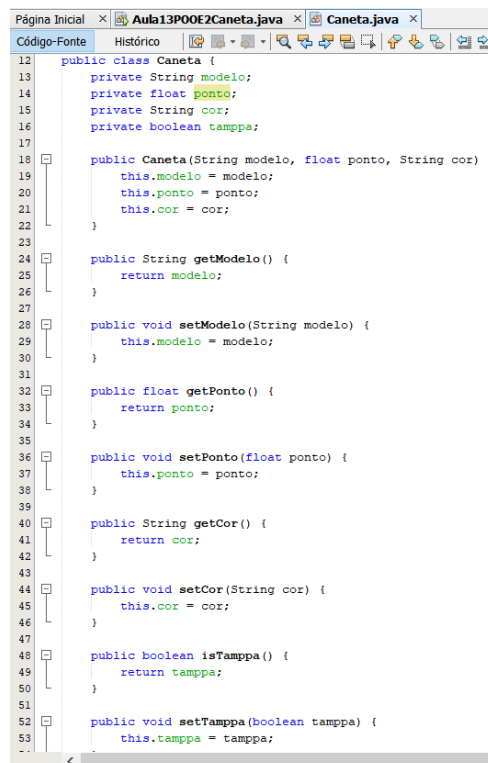 Página Inicial × Aula13POOE2Caneta.java × Caneta.java ×
Código-Fonte Histórico
12 public class Caneta {
13 private String modelo;
14 private float ponto;
15 private String cor;
16 private boolean tamppa;
17
18 public Caneta(String modelo, float ponto, String cor)
19 this.modelo = modelo;
20 this.ponto = ponto;
21 this.cor = cor;
22 }
23
24 public String getModelo() {
25 return modelo;
26 }
27
28 public void setModelo(String modelo) {
29 this.modelo = modelo;
30 }
31
32 public float getPonto() {
33 return ponto;
34 }
35
36 public void setPonto(float ponto) {
37 this.ponto = ponto;
38 }
39
40 public String getCor() {
41 return cor;
42 }
43
44 public void setCor(String cor) {
45 this.cor = cor;
46 }
47
48 public boolean isTamppa() {
49 return tamppa;
50 }
51
52 public void setTamppa(boolean tamppa) {
53 this.tamppa = tamppa;